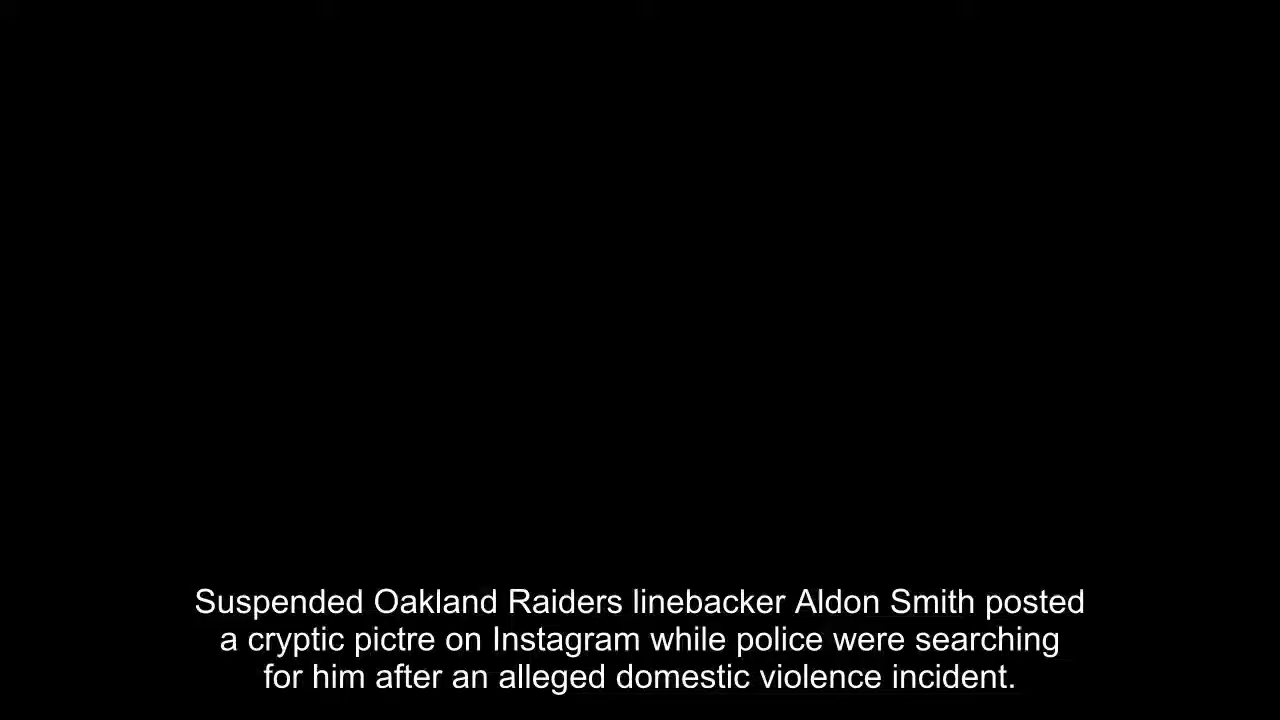 Suspended Oakland Raiders linebacker Aldon Smith posted
a cryptic pictre on Instagram while police were searching
for him after an alleged domestic violence incident.